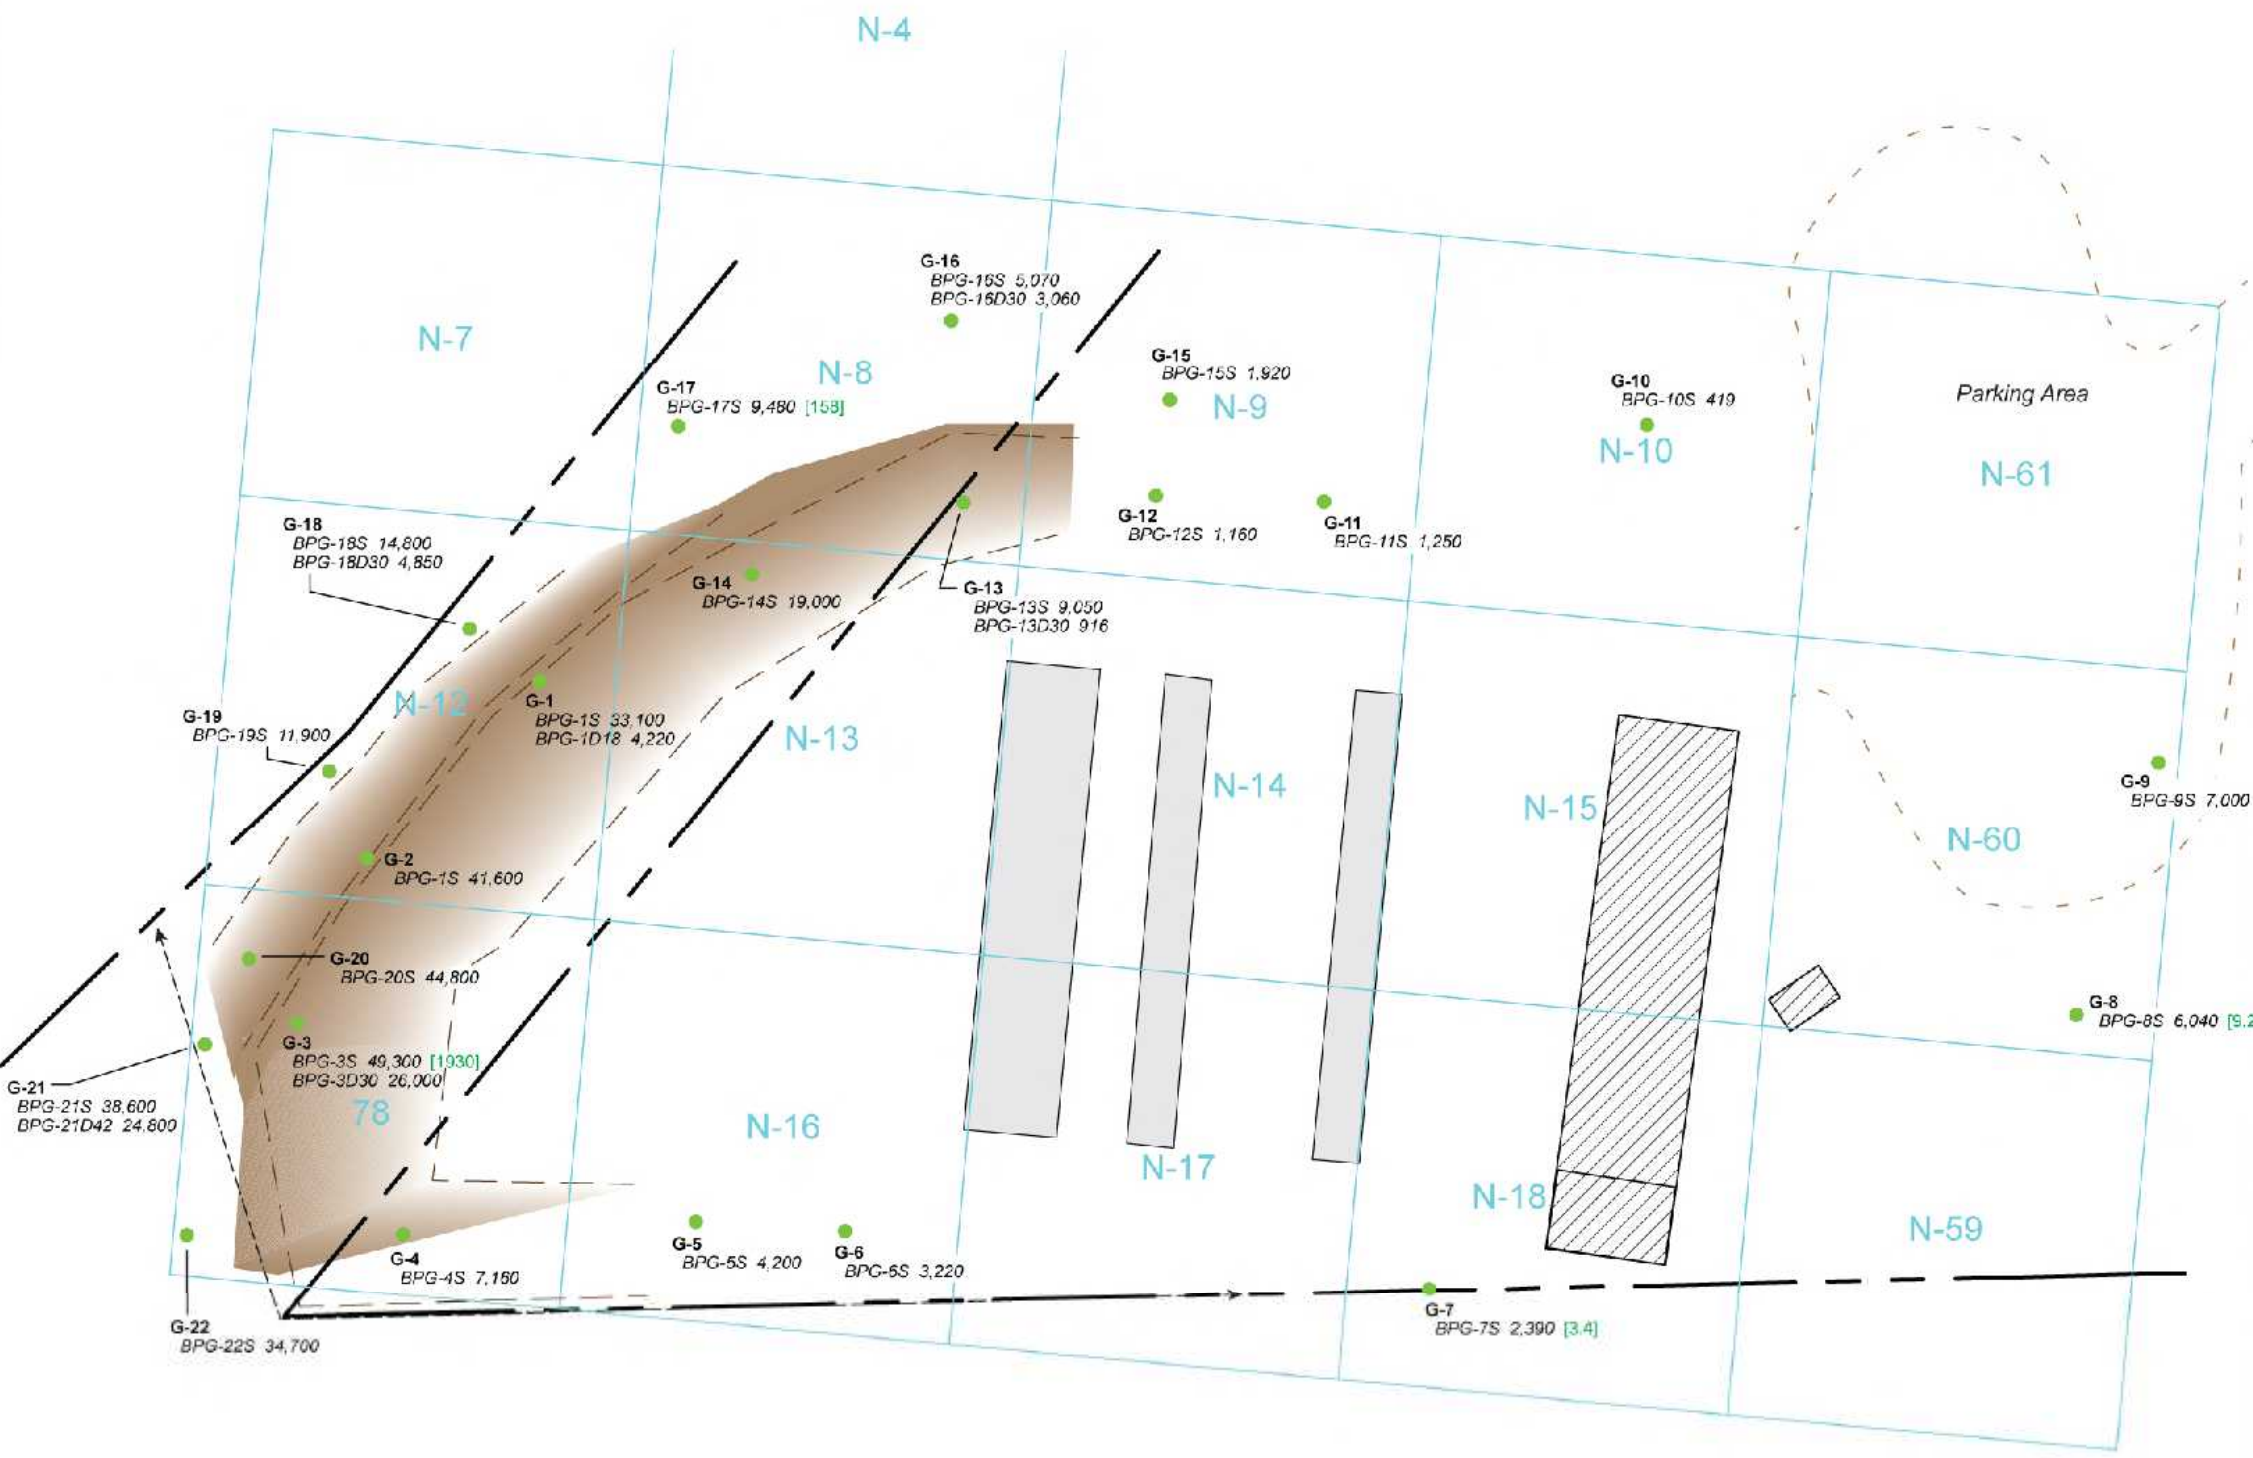 N-4
G-16
BPG-16S 5,070
BPG-16D30 3,060
N-7
N-8
G-17
BPG-17S 9,480 [158]
G-15
BPG-15S 1,920
N-9
G-10
BPG-10S 419
N-10
Parking Area
N-61
G-18
BPG-18S 14,800
BPG-18D30 4,850
G-14
BPG-14S 19,000
G-13
BPG-13S 9,050
BPG-13D30 916
G-12
BPG-12S 1,160
G-11
BPG-11S 1,250
G-19
BPG-19S 11,900
N-12
G-1
BPG-1S 33,100
BPG-1D18 4,220
N-13
N-14
N-15
N-60
G-9
BPG-9S 7,000
G-2
BPG-1S 41,600
G-20
BPG-20S 44,800
G-3
BPG-3S 49,300 [1930]
BPG-3D30 26,000
78
G-21
BPG-21S 38,600
BPG-21D42 24,800
G-8
BPG-8S 6,040 [9.2
N-16
N-17
N-18
N-59
G-4
BPG-4S 7,160
G-5
BPG-5S 4,200
G-6
BPG-6S 3,220
G-7
BPG-7S 2,390 [3.4]
G-22
BPG-22S 34,700